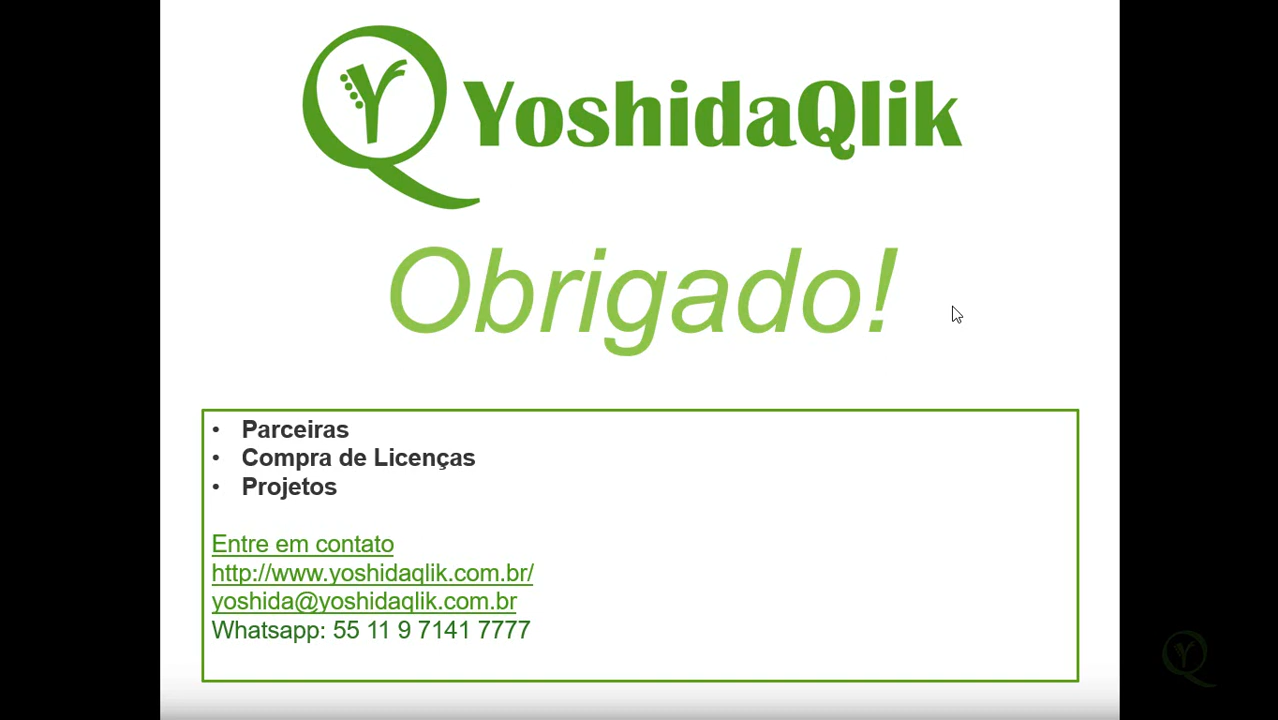 YoshidaQlik
Obrigado!
• Parceiras
• Compra de Licenças
• Projetos
Entre em contato
http://www.yoshidaqlik.com.br/
yoshida@yoshidaqlik.com.br
Whatsapp: 55 11 9 7141 7777